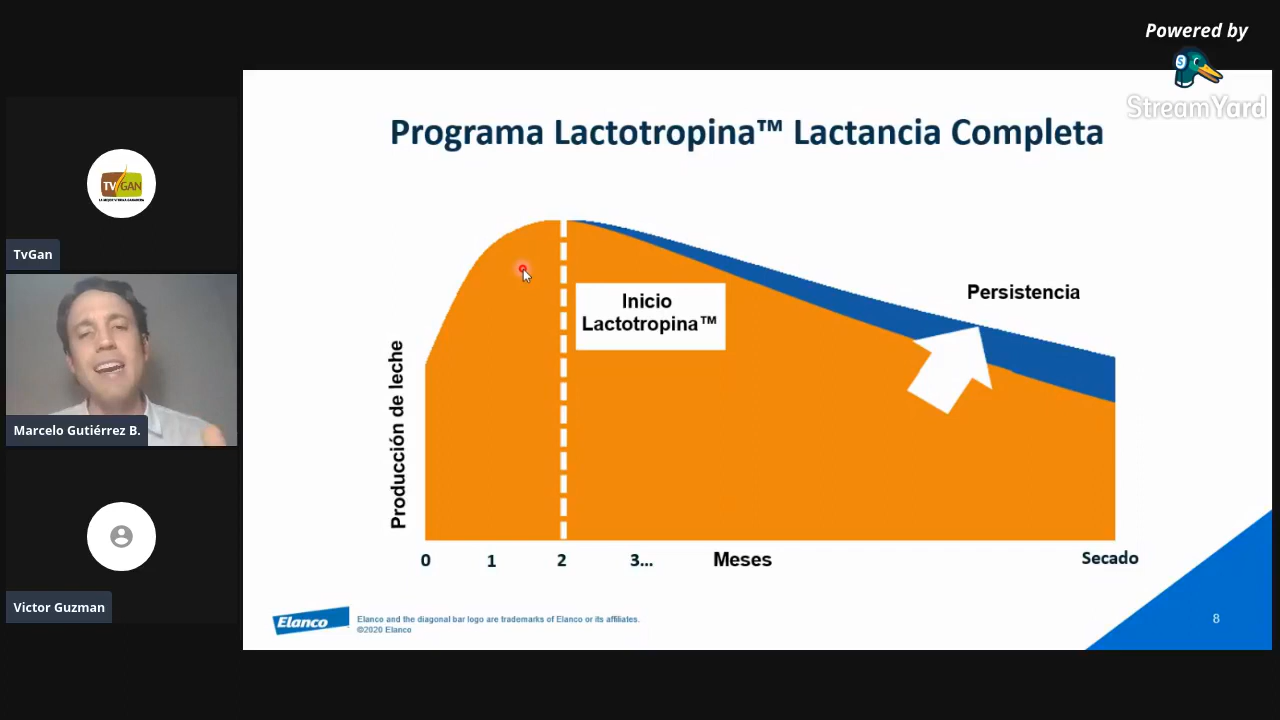 Powered by
StreamYard
TV GAN
TvGan
Marcelo Gutiérrez B.
Victor Guzman
Programa Lactotropina™ Lactancia Completa
Inicio
Lactotropina™
Persistencia
Producción de leche
0 1 2 3... Meses Secado
Elanco
Elanco and the diagonal bar logo are trademarks of Elanco or its affiliates.
©2020 Elanco
8